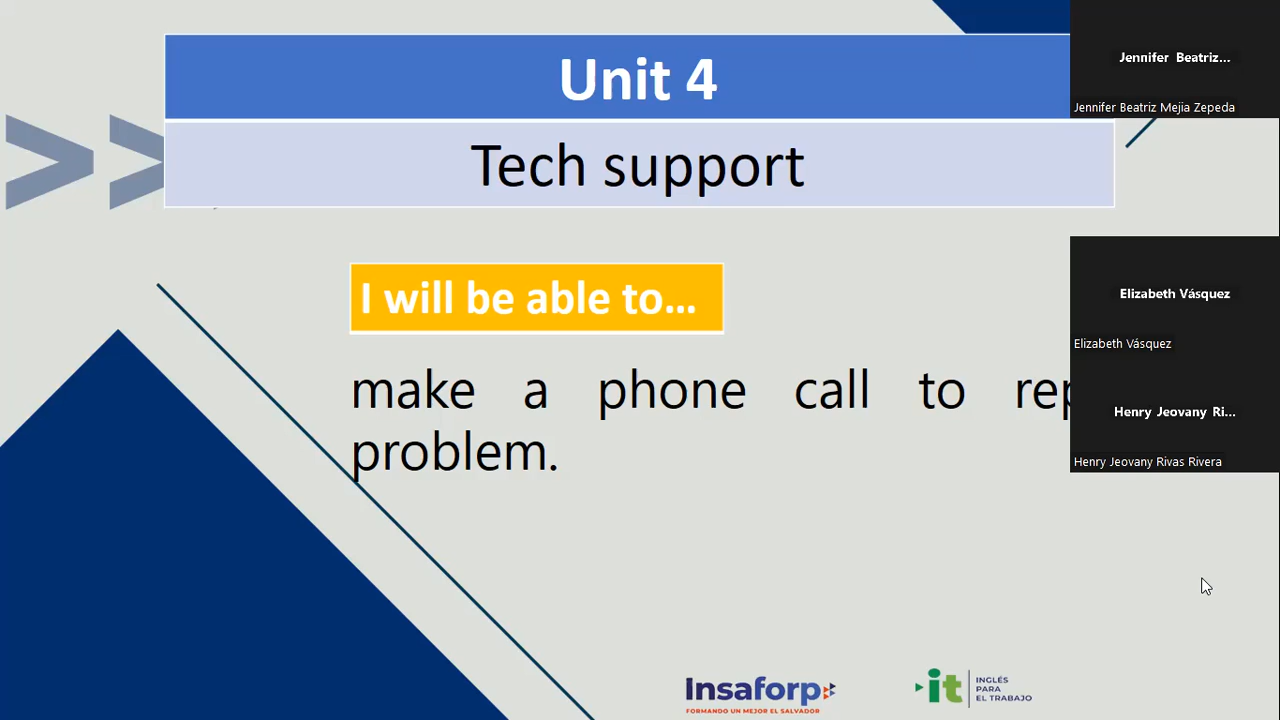 Unit 4
Tech support
I will be able to...
make a phone call to
problem.
Jennifer Beatriz...
Jennifer Beatriz Mejia Zepeda
Elizabeth Vásquez
Elizabeth Vásquez
Henry Jeovany Ri...
Henry Jeovany Rivas Rivera
Insaforp
FORMANDO UN MEJOR EL SALVADOR
it
INGLÉS
PARA
EL TRABAJO